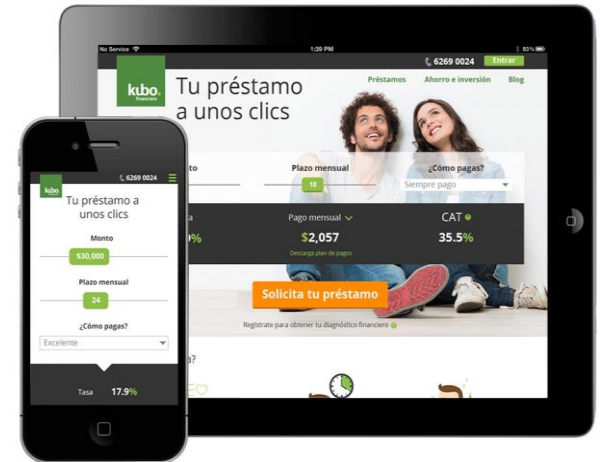 No Service
1:39 PM
93%
6269 0024
Entrar
kubo.
financiero
Préstamos
Ahorro e inversión
Blog
Tu préstamo
a unos clics
Plazo mensual
¿Cómo pagas?
18
Siempre pago
Pago mensual
CAT
%
$2,057
35.5%
Descarga plan de pagos
Solicita tu préstamo
Regístrate para obtener tu diagnóstico financiero
6269 0024
kubo.
Tu préstamo a
unos clics
Monto
$30,000
Plazo mensual
24
¿Cómo pagas?
Excelente
Tasa 17.9%